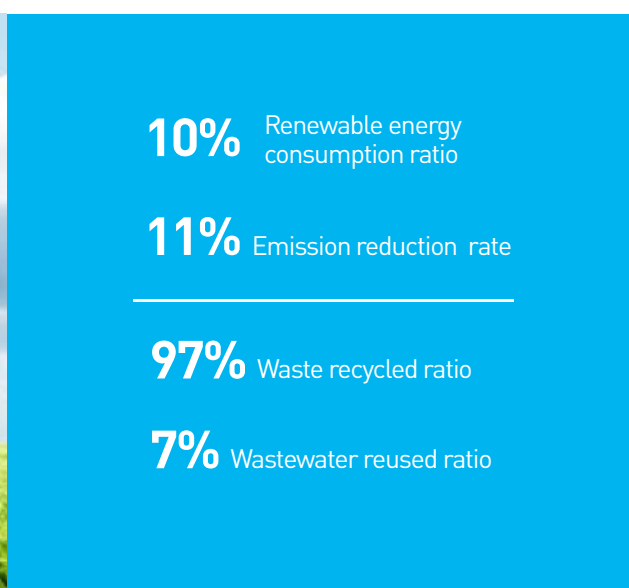 10% Renewable energy
consumption ratio
11% Emission reduction rate
97% Waste recycled ratio
7% Wastewater reused ratio